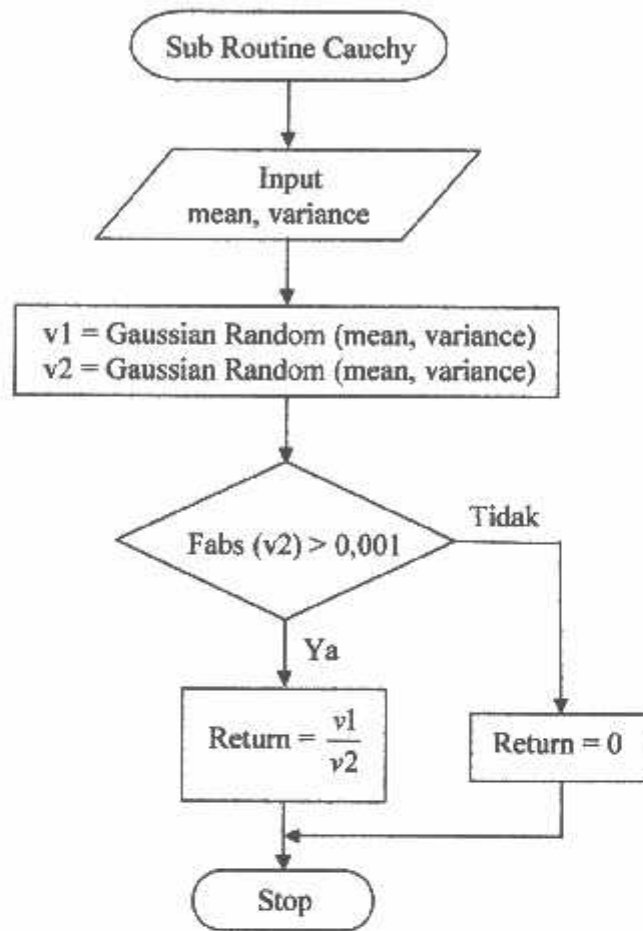 Sub Routine Cauchy
Input
mean, variance
v1 = Gaussian Random (mean, variance)
v2 = Gaussian Random (mean, variance)
Fabs (v2) > 0,001
Tidak
Ya
Return = v1/v2
Return = 0
Stop